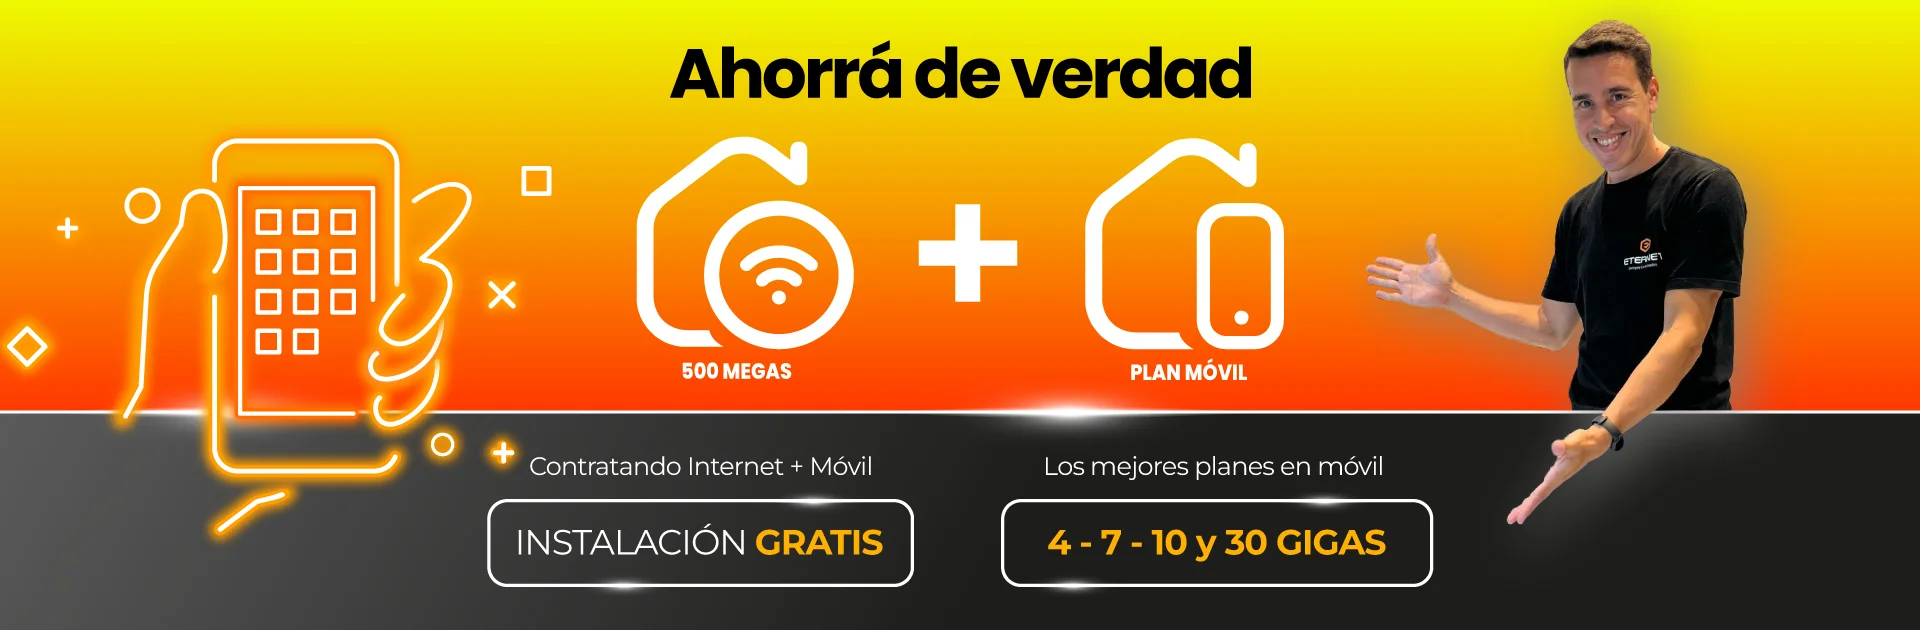 Ahorrá de verdad
500 MEGAS
PLAN MÓVIL
ETERNET
Contratando Internet + Móvil
INSTALACIÓN GRATIS
Los mejores planes en móvil
4 - 7 - 10 y 30 GIGAS